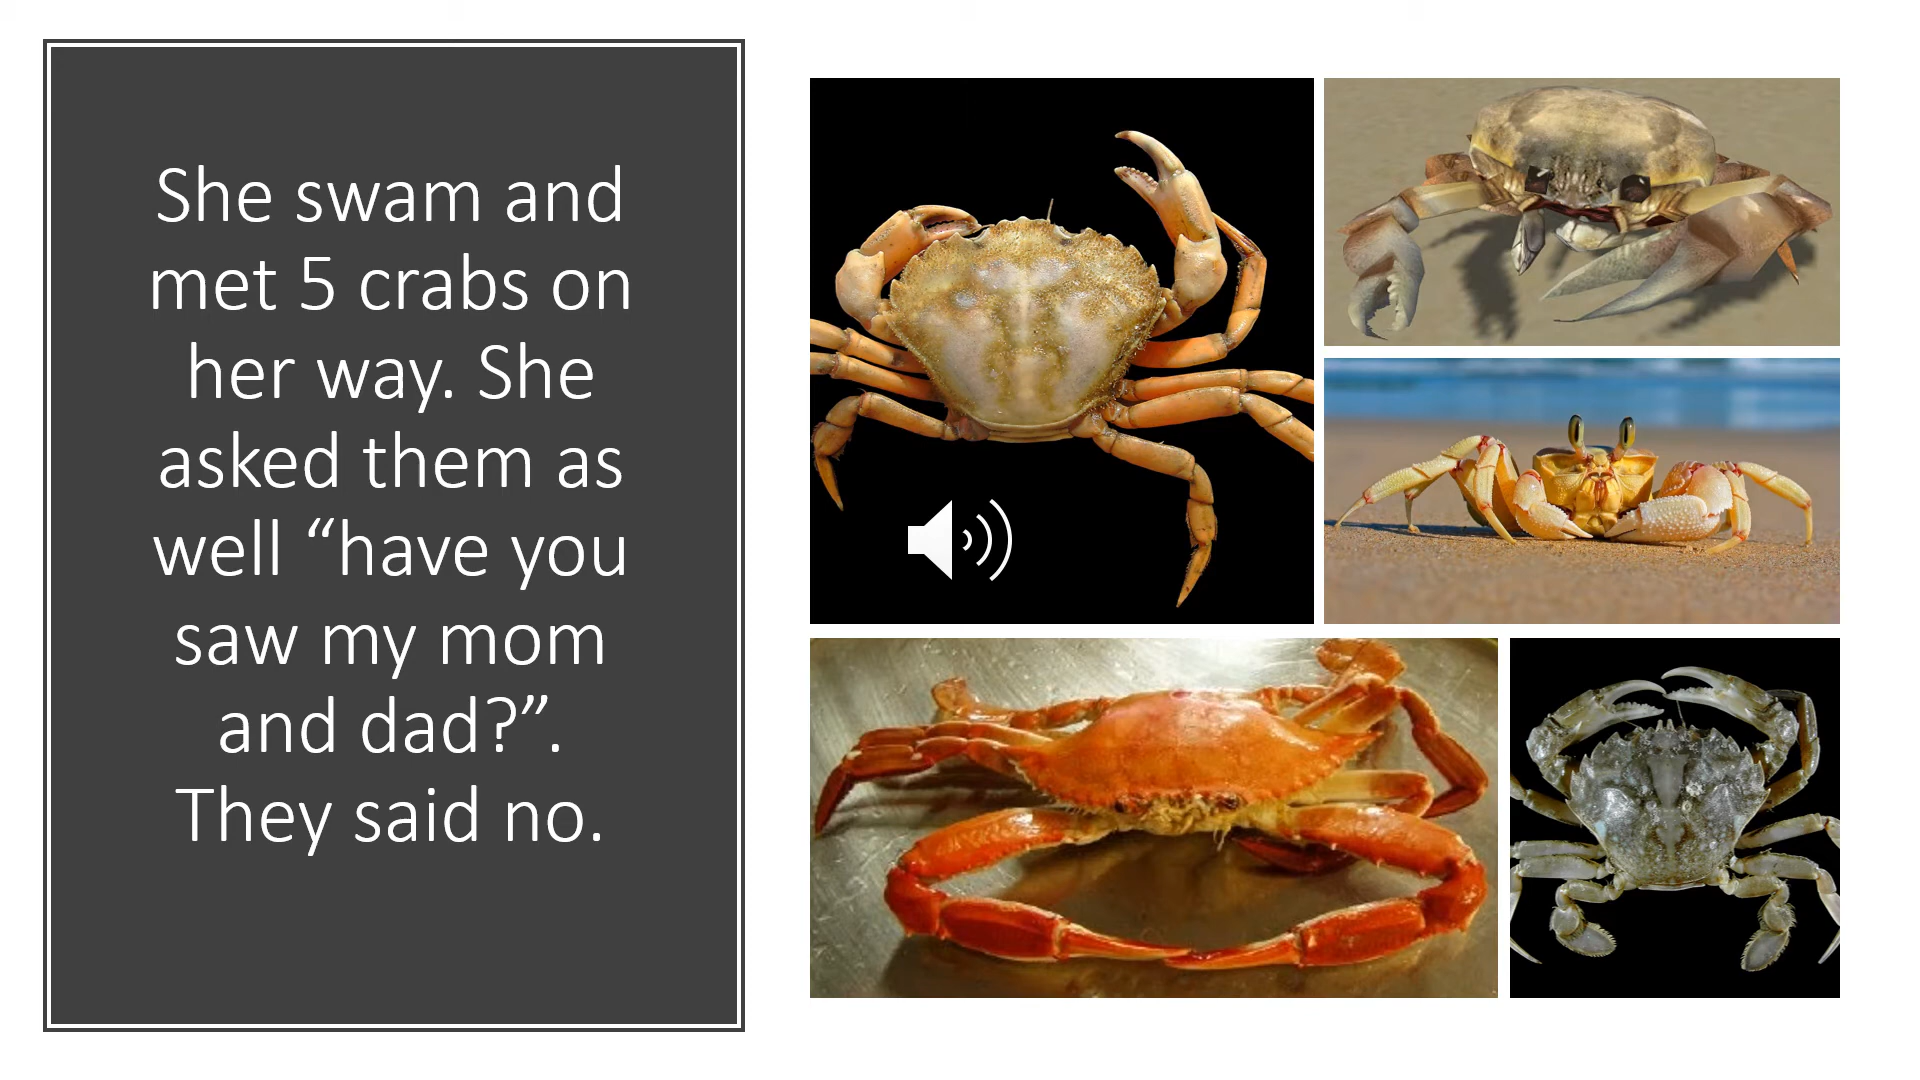 She swam and
met 5 crabs on
her way. She
asked them as
well “have you
saw my mom
and dad?”.
They said no.